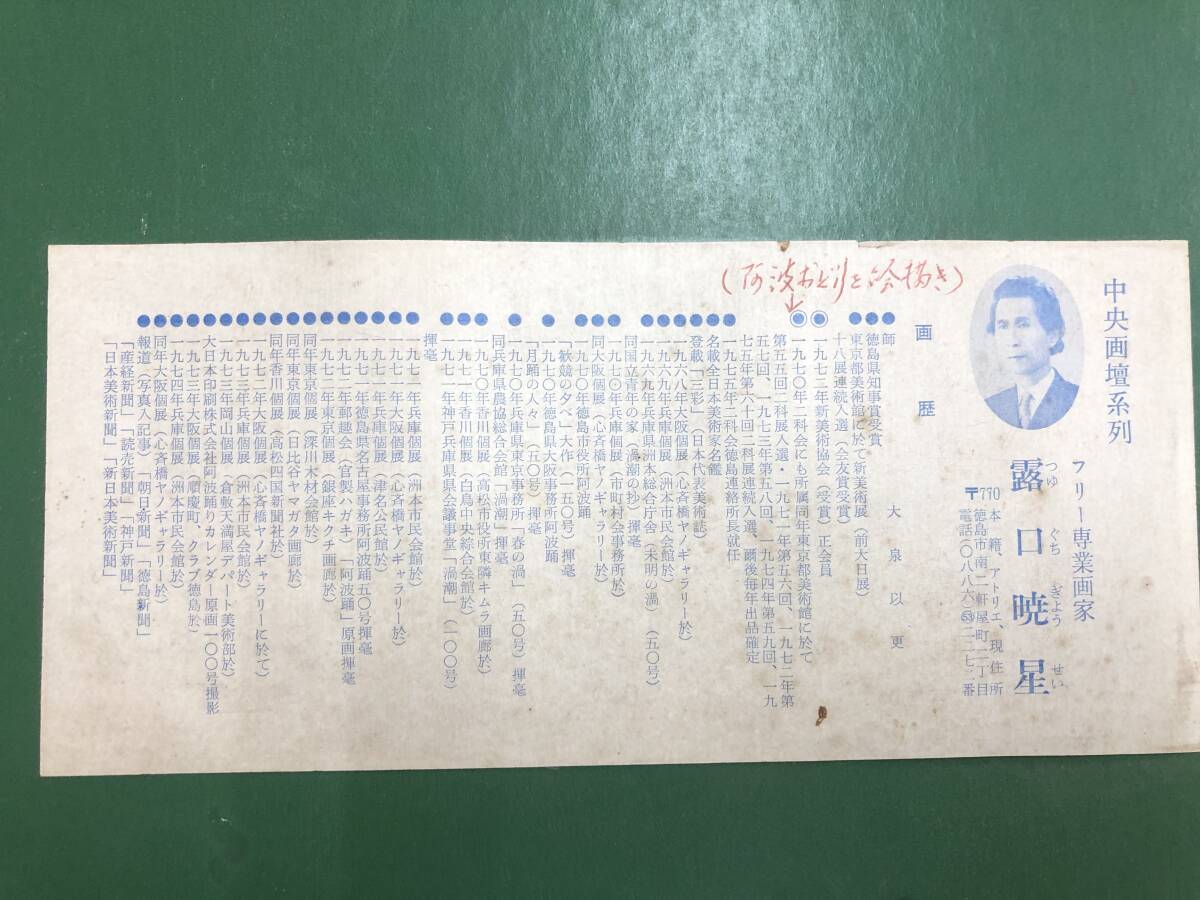 中央画壇系列
フリー専業画家
露口暁星
つゆ ぐち ぎよう せい
〒770 本籍、アトリエ、現住所
徳島市南二軒屋町二丁目
電話(〇八八六)㊾二二七二番
(阿波おどりを絵描き)
画歴
●師 大泉以更
●徳島県知事賞受賞
●東京都美術館にて新美術展(前大日展)
十八展連続入選(会友賞受賞)
●一九七二年新美術協会(受賞)正会員
●一九七〇年二科会にも所属同年東京都美術館に於て
第五五回二科展入選・一九七一年第五六回、一九七二年第
五七回、一九七三年第五八回、一九七四年第五九回、一九
七五年第六十回二科展連続入選、爾後毎年出品確定
●一九七五年二科会徳島連絡所長就任
●名載全日本美術家名鑑
●登載「三彩」(日本代表美術誌)
●一九六八年大阪個展(心斉橋ヤノギャラリー於)
●一九六九年兵庫個展(洲本市民会館於)
●一九六九年兵庫県洲本総合庁舎(未明の渦)(五〇号)
同国立青年の家(渦潮の抄)揮毫
●一九七〇年兵庫個展(市町村会事務所於)
●同大阪個展(心斉橋ヤノギャラリー於)
●一九七〇年徳島市役所阿波踊
「歓競の夕べ」大作(一五〇号)揮毫
●一九七〇年徳島県大阪事務所阿波踊
「月踊の人々」(五〇号)揮毫
●一九七〇年兵庫県東京事務所「春の渦」(五〇号)揮毫
同兵庫県農協総合会館「渦潮」揮毫
●一九七〇年香川個展(高松市役所東隣キムラ画廊於)
●一九七一年香川個展(白鳥中央綜合会館於)
●一九七一年神戸兵庫県県会議事堂「渦潮」(一〇〇号)
揮毫
●一九七一年兵庫個展(洲本市民会館於)
●一九七一年大阪個展(心斉橋ヤノギャラリー於)
●一九七一年兵庫個展(津名公民館於)
●一九七一年徳島県名古屋事務所阿波踊五〇号揮毫
●一九七二年郵趣会(官製ハガキ)「阿波踊」原画揮毫
●一九七二年東京個展(銀座キクチ画廊於)
●同年東京個展(深川木材会館於)
●同年東京個展(日比谷ヤマガタ画廊於)
●同年香川個展(高松四国新聞社於)
●一九七二年大阪個展(心斉橋ヤノギャラリーにて)
●一九七三年兵庫個展(洲本市民会館於)
●一九七三年岡山個展(倉敷天満屋デパート美術部於)
●大日本印刷株式会社阿波踊りカレンダー原画一〇〇号撮影
●一九七三年大阪個展(順慶町、クラブ徳島於)
●一九七四年兵庫個展(洲本市民会館於)
●同年大阪個展(心斉橋ヤノギャラリー於)
●報道(写真入記事)「朝日新聞」「徳島新聞」
「産経新聞」「読売新聞」「神戸新聞」
「日本美術新聞」「新日本美術新聞」